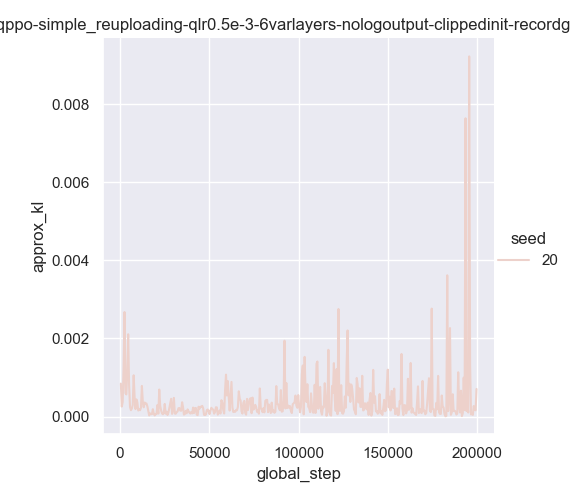 qppo-simple_reuploading-qlr0.5e-3-6varlayers-nologoutput-clippedinit-recordg
0.008
0.006
0.004
0.002
0.000
approx_kl
0
50000
100000
150000
200000
global_step
seed
20